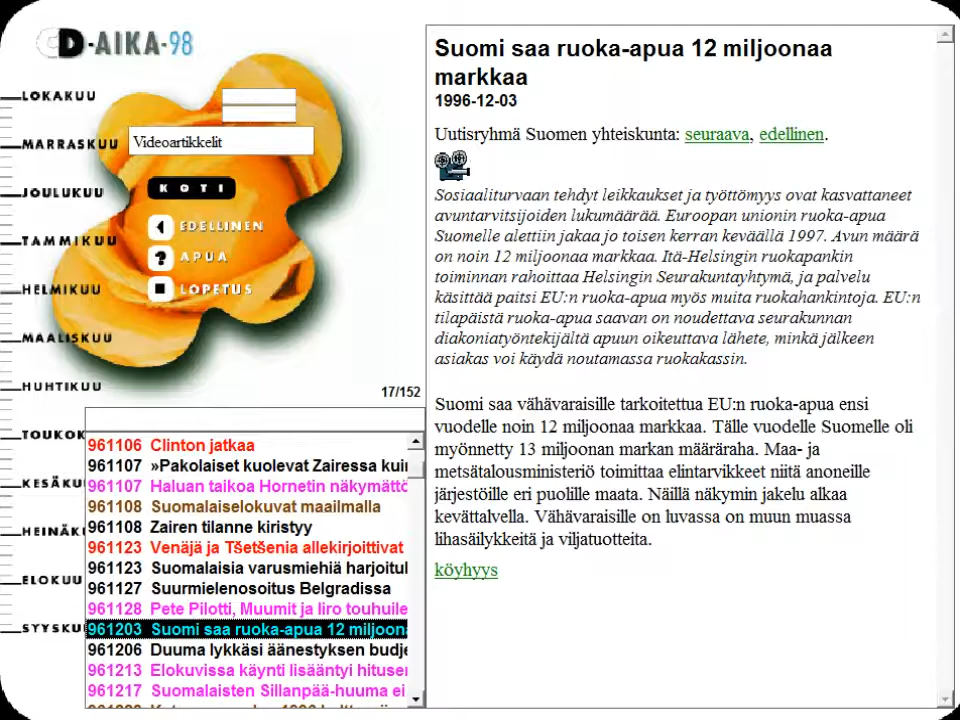 CD-AIKA-98
LOKAKUU
MARRASKUU
JOULUKUU
TAMMIKUU
HELMIKUU
MAALISKUU
HUHTIKUU
TOUKOK
KESÄKU
HEINÄK
ELOKUU
SYYSKU
Videoartikkelit
KOTI
EDELLINEN
APUA
LOPETUS
17/152
961106 Clinton jatkaa
961107 »Pakolaiset kuolevat Zairessa kuin
961107 Haluan taikoa Hornetin näkymättö
961108 Suomalaiselokuvat maailmalla
961108 Zairen tilanne kiristyy
961123 Venäjä ja Tšetšenia allekirjoittivat
961123 Suomalaisia varusmiehiä harjoitul
961127 Suurmielenosoitus Belgradissa
961128 Pete Pilotti, Muumit ja Iiro touhuile
961203 Suomi saa ruoka-apua 12 miljoon
961206 Duuma lykkäsi äänestyksen budje
961213 Elokuvissa käynti lisääntyi hituser
961217 Suomalaisten Sillanpää-huuma ei
Suomi saa ruoka-apua 12 miljoonaa
markkaa
1996-12-03
Uutisryhmä Suomen yhteiskunta: seuraava, edellinen.
Sosiaaliturvaan tehdyt leikkaukset ja työttömyys ovat kasvattaneet
avuntarvitsijoiden lukumäärää. Euroopan unionin ruoka-apua
Suomelle alettiin jakaa jo toisen kerran keväällä 1997. Avun määrä
on noin 12 miljoonaa markkaa. Itä-Helsingin ruokapankin
toiminnan rahoittaa Helsingin Seurakuntayhtymä, ja palvelu
käsittää paitsi EU:n ruoka-apua myös muita ruokahankintoja. EU:n
tilapäistä ruoka-apua saavan on noudettava seurakunnan
diakoniatyöntekijältä apuun oikeuttava lähete, minkä jälkeen
asiakas voi käydä noutamassa ruokakassin.
Suomi saa vähävaraisille tarkoitettua EU:n ruoka-apua ensi
vuodelle noin 12 miljoonaa markkaa. Tälle vuodelle Suomelle oli
myönnetty 13 miljoonan markan määräraha. Maa- ja
metsätalousministeriö toimittaa elintarvikkeet niitä anoneille
järjestöille eri puolille maata. Näillä näkymin jakelu alkaa
kevättalvella. Vähävaraisille on luvassa on muun muassa
lihasäilykkeitä ja viljatuotteita.
köyhyys